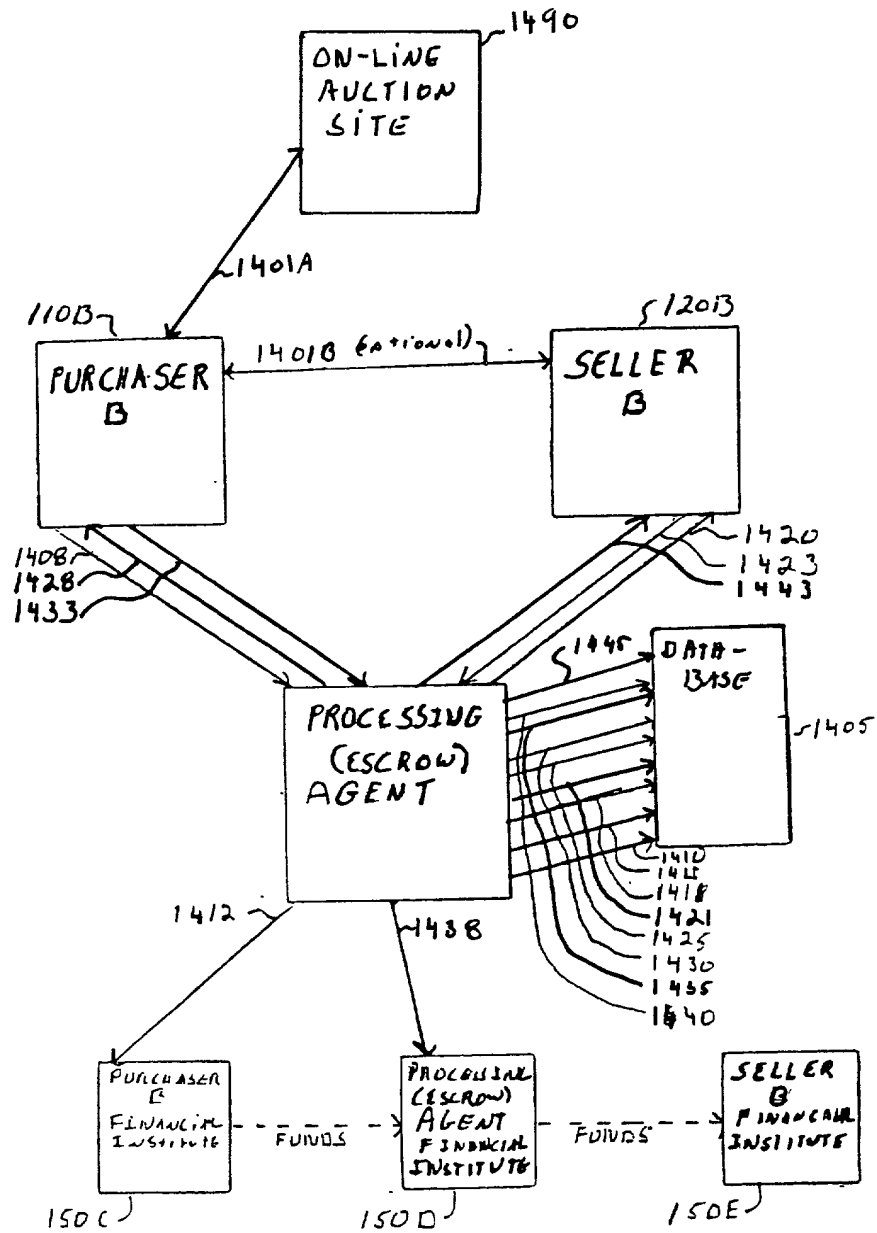 1490
ON-LINE
AUCTION
SITE
1401A
110B
120B
PURCHASER
B
1401B (optional)
SELLER
B
1408
1428
1433
1420
1423
1443
1445
DATA-
BASE
1405
PROCESSING
(ESCROW)
AGENT
1410
1418
1421
1425
1430
1435
1440
1412
1438
PURCHASER
B
FINANCIAL
INSTITUTE
FUNDS
PROCESSING
(ESCROW)
AGENT
FINANCIAL
INSTITUTE
FUNDS
SELLER
B
INSTITUTE
150C
150D
150E